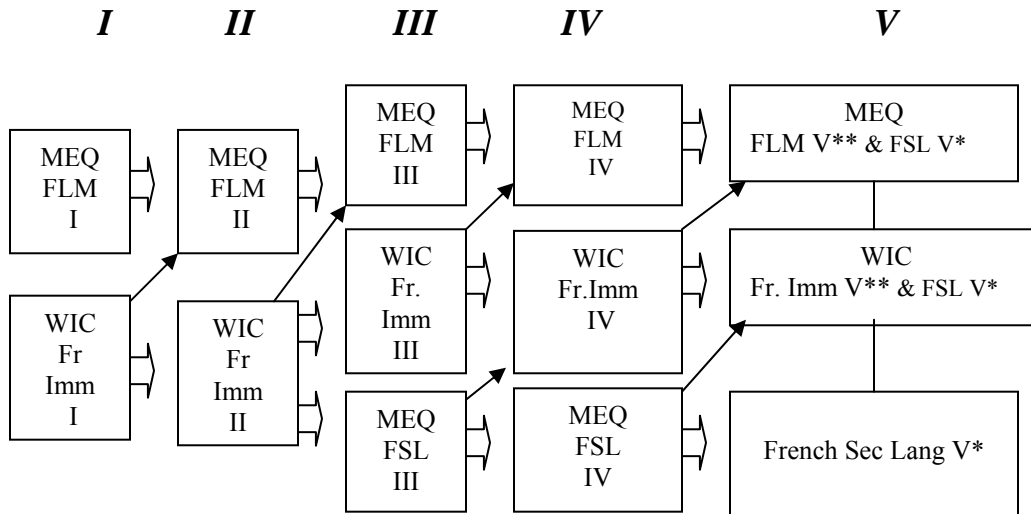 I II III IV V
MEQ
FLM
I
WIC
Fr
Imm
I
MEQ
FLM
II
WIC
Fr
Imm
II
MEQ
FLM
III
WIC
Fr.
Imm
III
MEQ
FSL
III
MEQ
FLM
IV
WIC
Fr.Imm
IV
MEQ
FSL
IV
MEQ
FLM V** & FSL V*
WIC
Fr. Imm V** & FSL V*
French Sec Lang V*